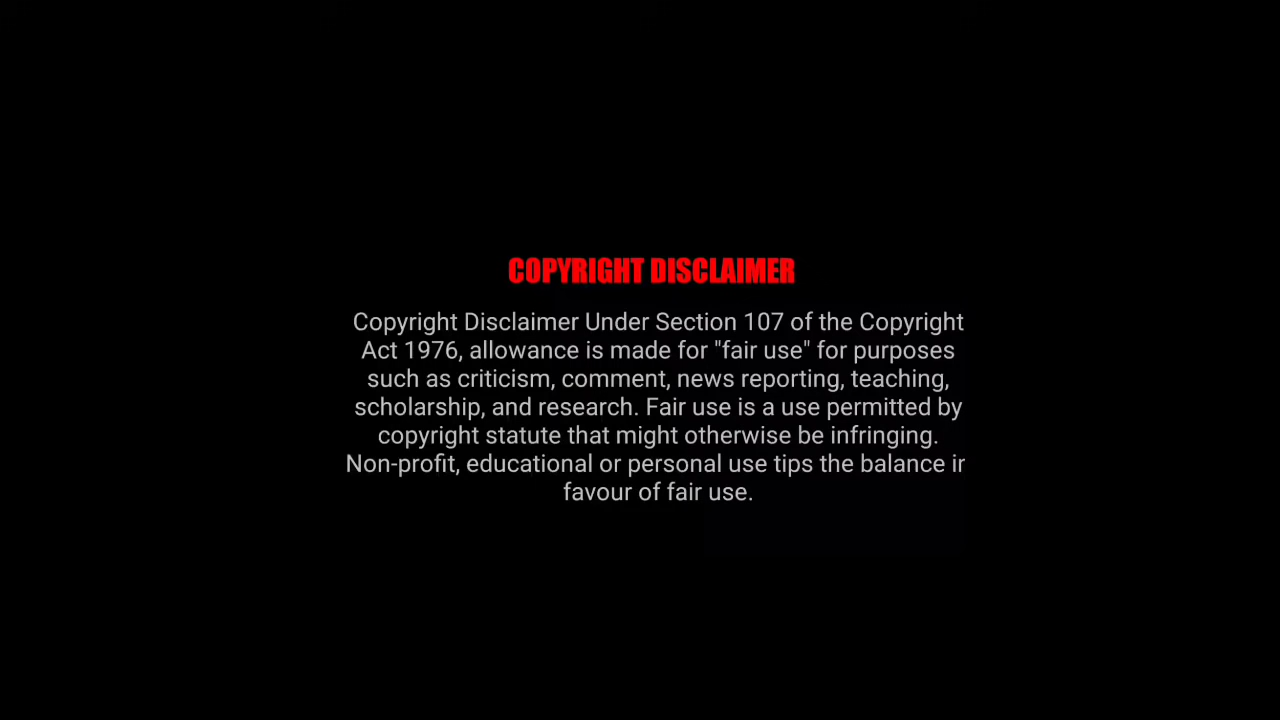 COPYRIGHT DISCLAIMER
Copyright Disclaimer Under Section 107 of the Copyright
Act 1976, allowance is made for "fair use" for purposes
such as criticism, comment, news reporting, teaching,
scholarship, and research. Fair use is a use permitted by
copyright statute that might otherwise be infringing.
Non-profit, educational or personal use tips the balance ir
favour of fair use.